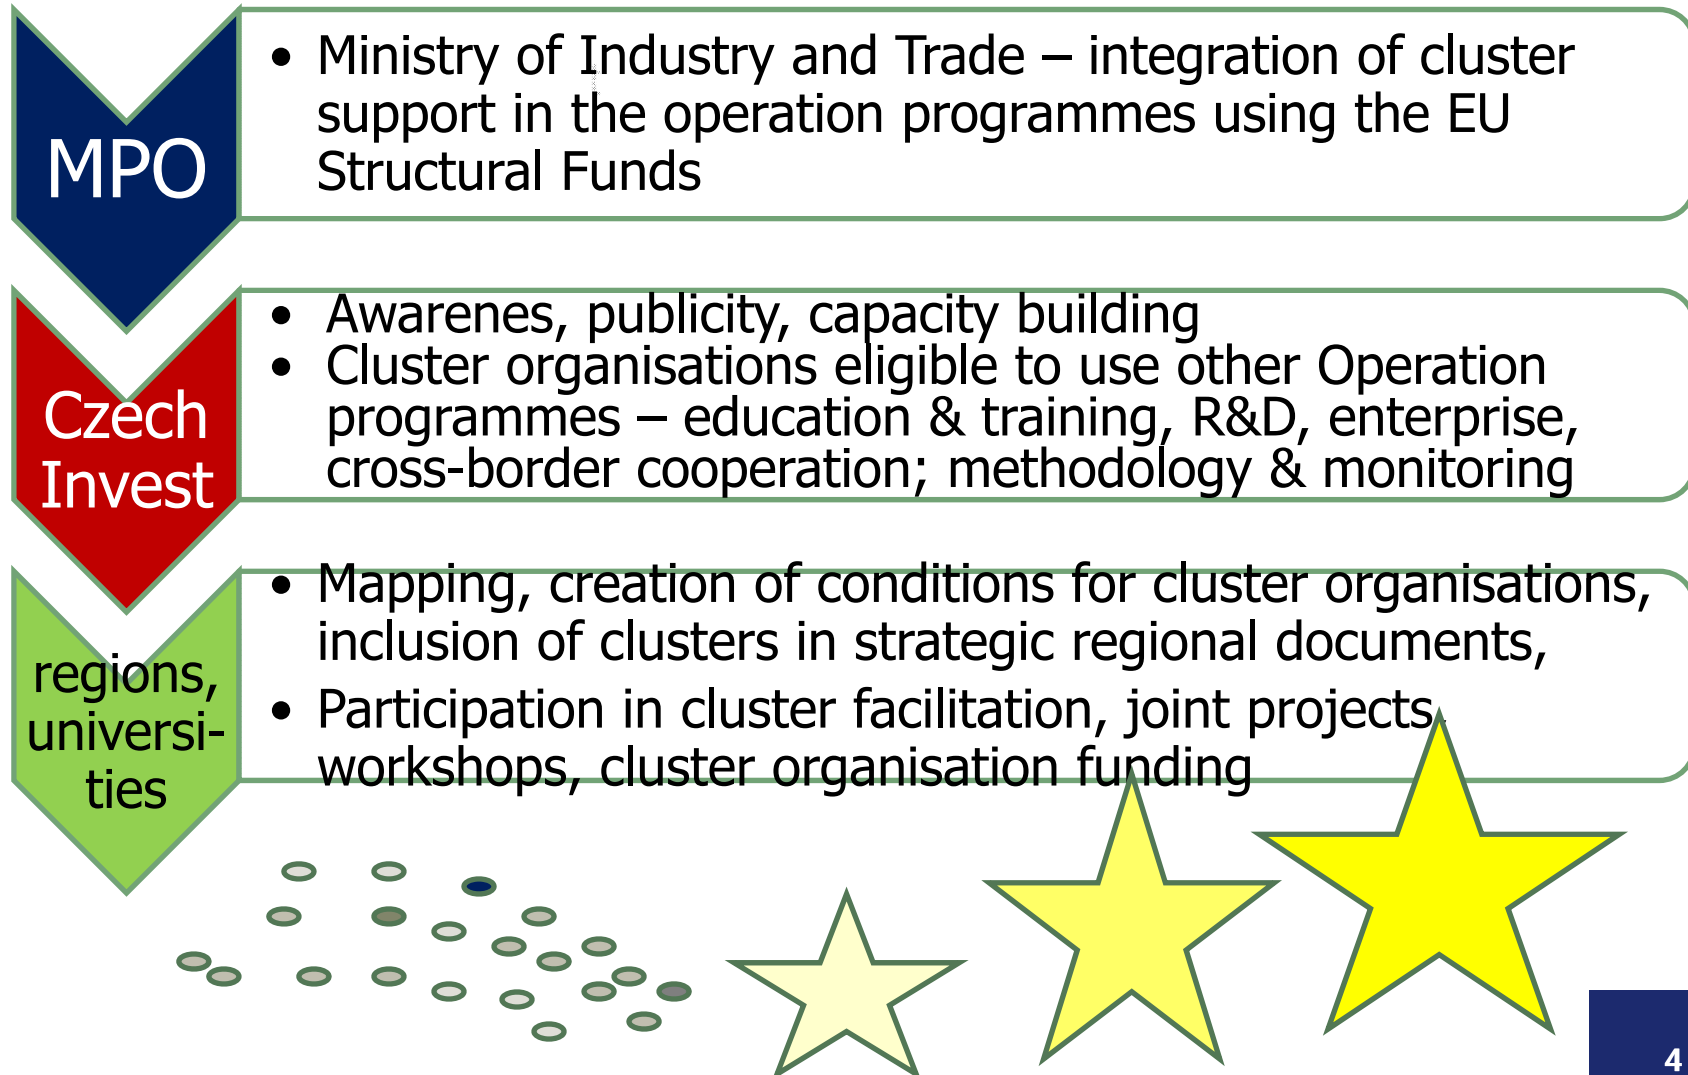 MPO
• Ministry of Industry and Trade – integration of cluster
support in the operation programmes using the EU
Structural Funds
Czech
Invest
• Awarenes, publicity, capacity building
• Cluster organisations eligible to use other Operation
programmes – education & training, R&D, enterprise,
cross-border cooperation; methodology & monitoring
regions,
universi-
ties
• Mapping, creation of conditions for cluster organisations,
inclusion of clusters in strategic regional documents,
• Participation in cluster facilitation, joint projects,
workshops, cluster organisation funding
4